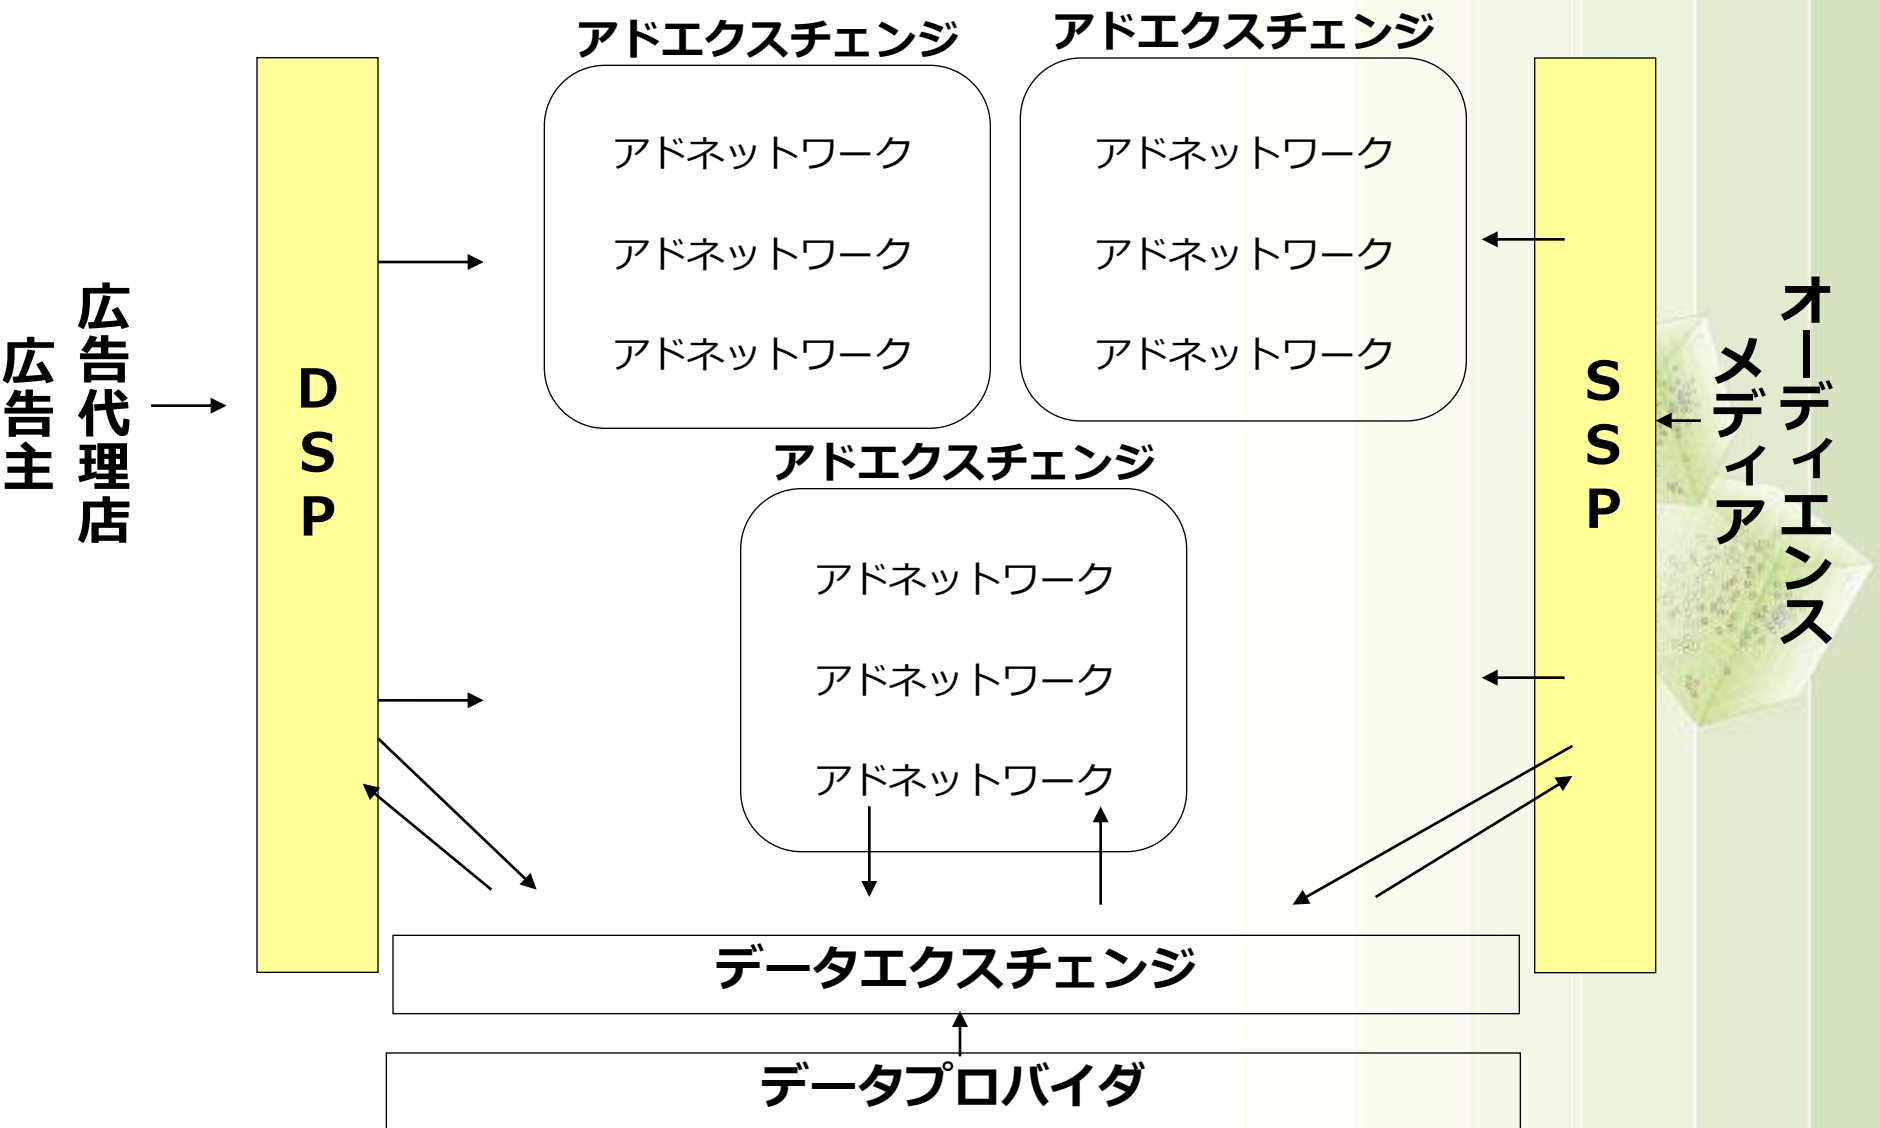 広告主
広告代理店
DSP
アドエクスチェンジ
アドネットワーク
アドネットワーク
アドネットワーク
アドエクスチェンジ
アドネットワーク
アドネットワーク
アドネットワーク
アドエクスチェンジ
アドネットワーク
アドネットワーク
アドネットワーク
SSP
メディア
オーディエンス
データエクスチェンジ
データプロバイダ